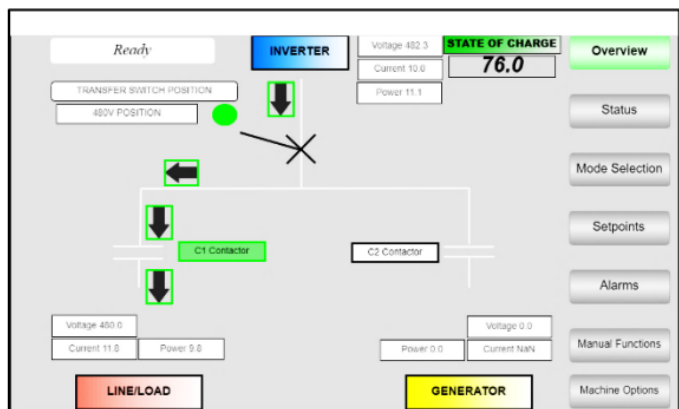 Ready
INVERTER
Voltage 482.3
STATE OF CHARGE
Overview
Current 10.0
76.0
TRANSFER SWITCH POSITION
Power 11.1
480V POSITION
Status
Mode Selection
Setpoints
C1 Contactor
C2 Contactor
Alarms
Voltage 480.0
Voltage 0.0
Current 11.8
Power 9.8
Power 0.0
Current NaN
Manual Functions
LINE/LOAD
GENERATOR
Machine Options